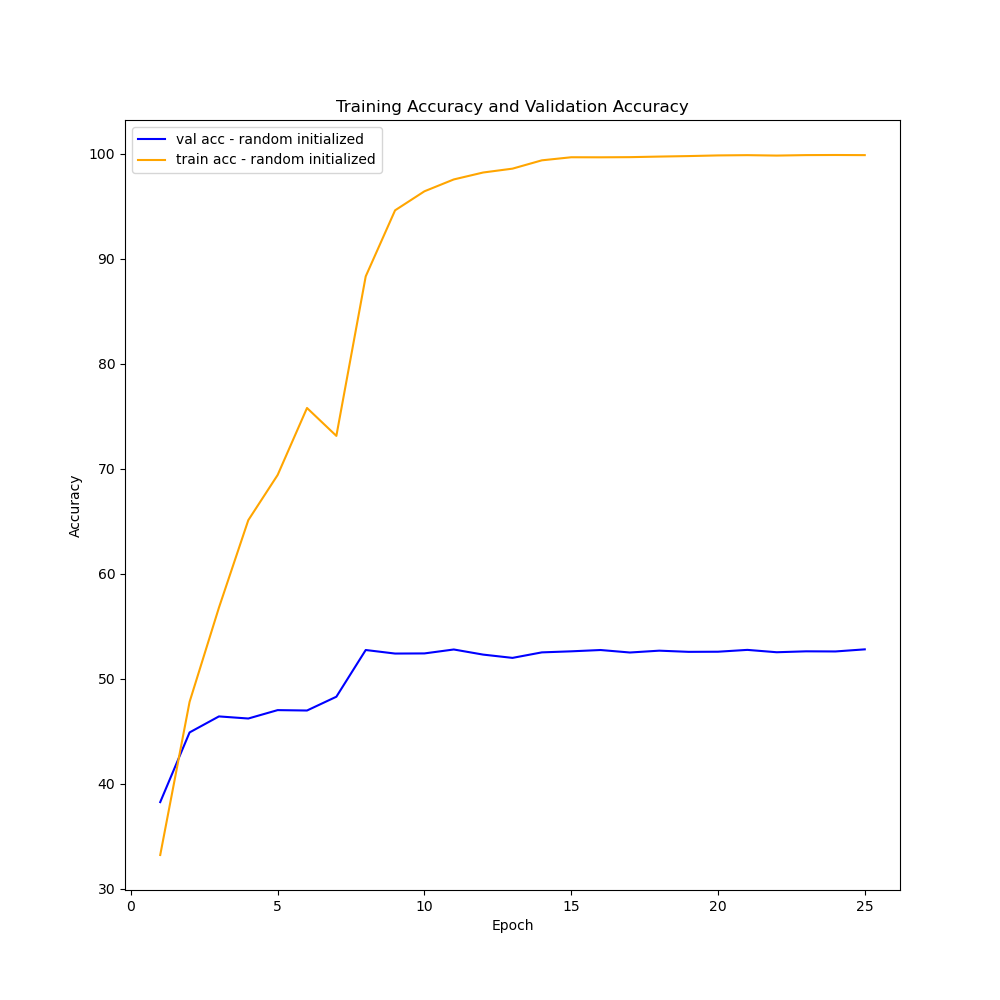 Training Accuracy and Validation Accuracy
val acc - random initialized
train acc - random initialized
100
90
80
70
60
50
40
30
Accuracy
0 5 10 15 20 25
Epoch